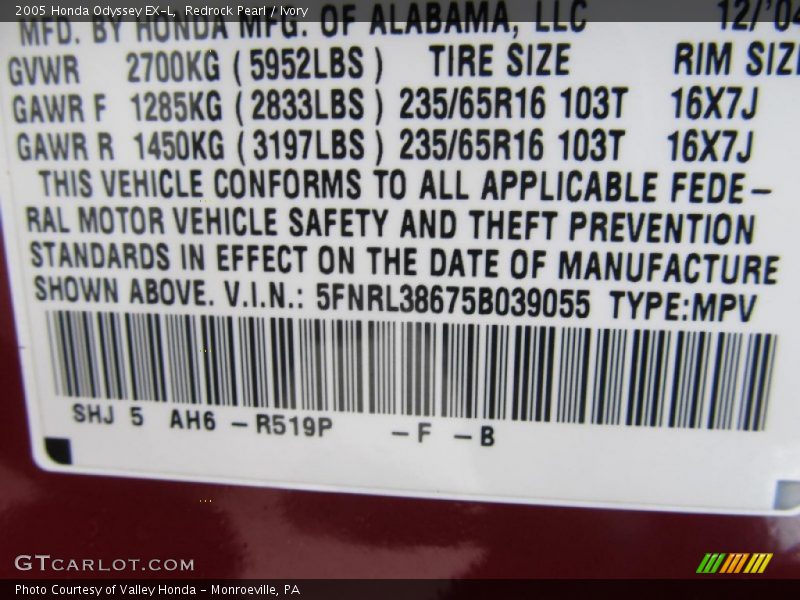 2005 Honda Odyssey EX-L, Redrock Pearl / Ivory
MFD. BY HONDA MFG. OF ALABAMA, LLC 12/'04
GVWR 2700KG (5952LBS) TIRE SIZE RIM SIZE
GAWR F 1285KG (2833LBS) 235/65R16 103T 16X7J
GAWR R 1450KG (3197LBS) 235/65R16 103T 16X7J
THIS VEHICLE CONFORMS TO ALL APPLICABLE FEDE-
RAL MOTOR VEHICLE SAFETY AND THEFT PREVENTION
STANDARDS IN EFFECT ON THE DATE OF MANUFACTURE
SHOWN ABOVE. V.I.N.: 5FNRL38675B039055 TYPE:MPV
SHJ 5 AH6 - R519P - F - B
GTCARLOT.COM
Photo Courtesy of Valley Honda - Monroeville, PA